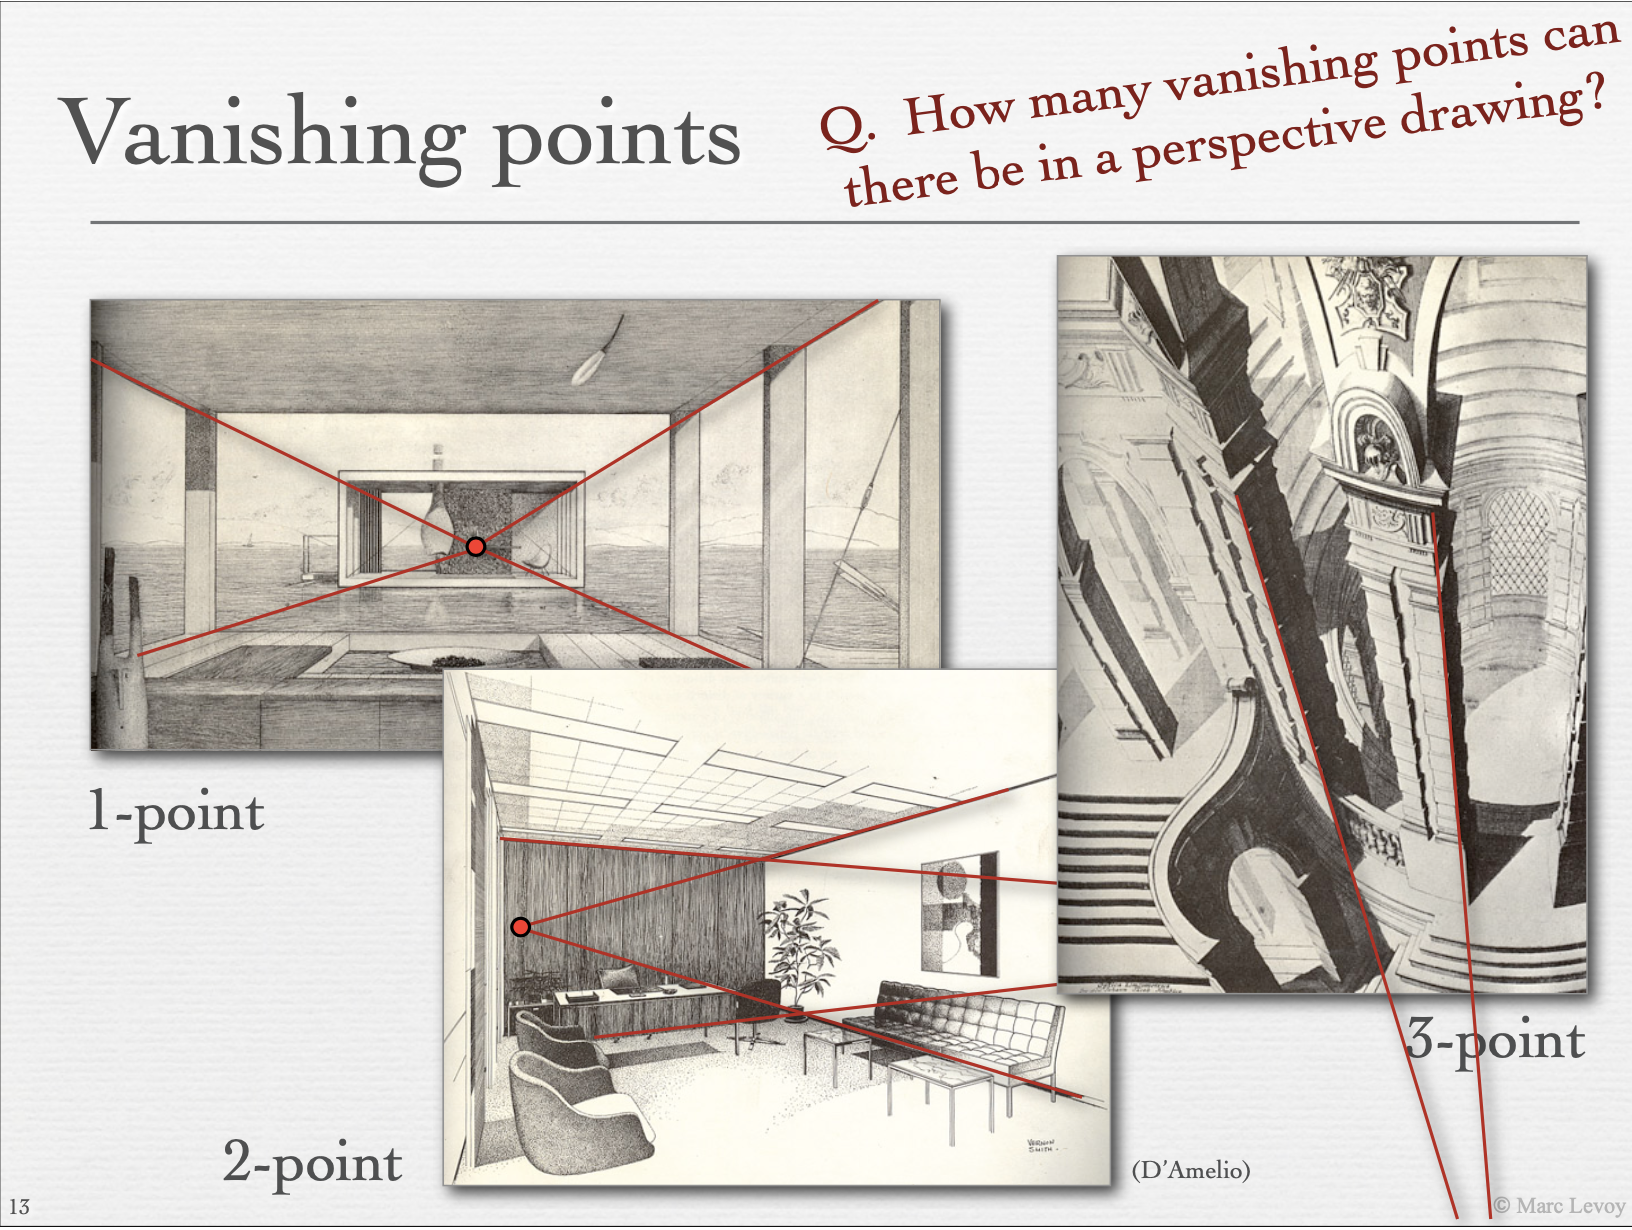 Vanishing points
Q. How many vanishing points can
there be in a perspective drawing?
1-point
2-point
3-point
VERNON
SMITH
(D'Amelio)
13
© Marc Levoy